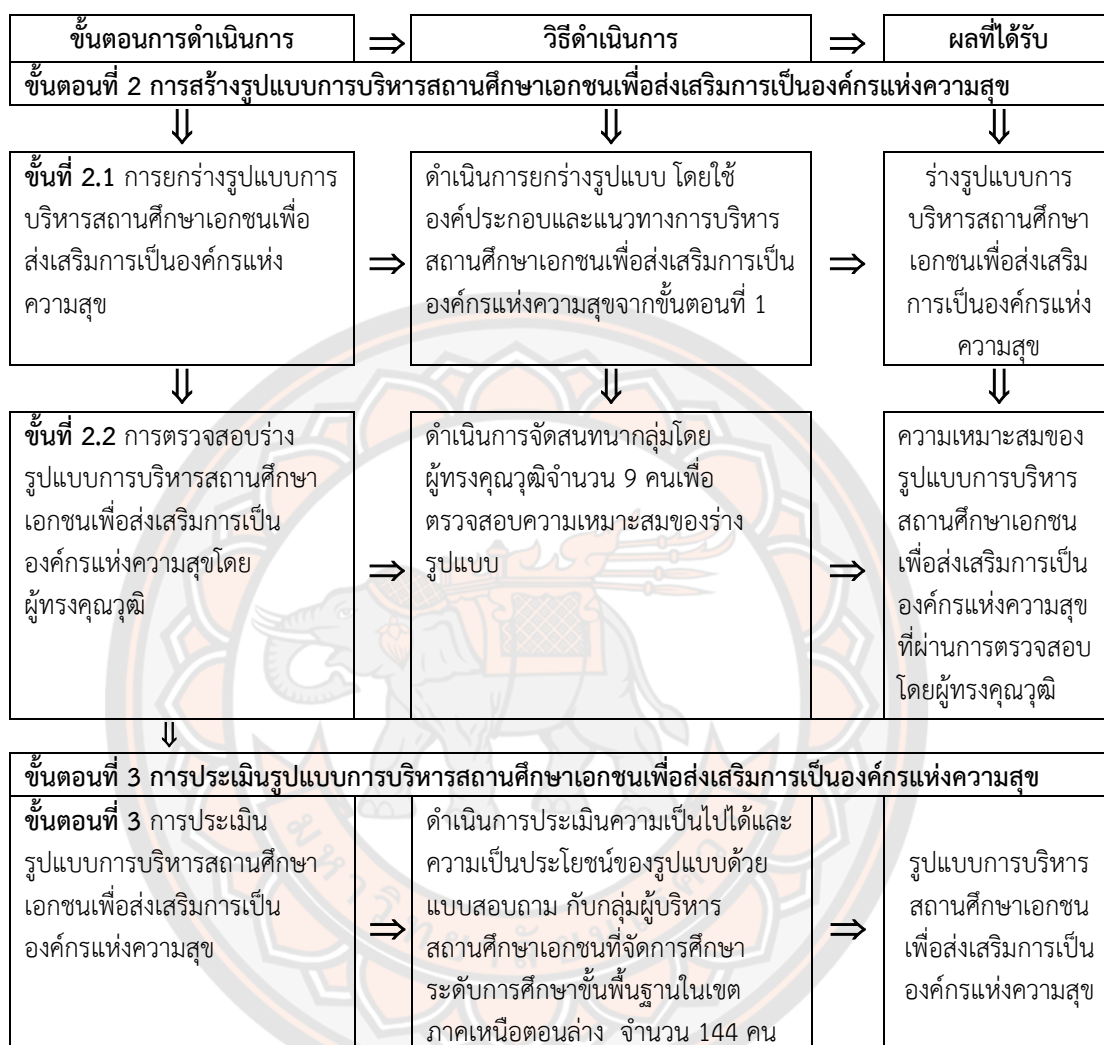 ขั้นตอนการดำเนินการ ⇒ วิธีดำเนินการ ⇒ ผลที่ได้รับ
ขั้นตอนที่ 2 การสร้างรูปแบบการบริหารสถานศึกษาเอกชนเพื่อส่งเสริมการเป็นองค์กรแห่งความสุข
ขั้นที่ 2.1 การยกร่างรูปแบบการ
บริหารสถานศึกษาเอกชนเพื่อ
ส่งเสริมการเป็นองค์กรแห่ง
ความสุข
ดำเนินการยกร่างรูปแบบ โดยใช้
องค์ประกอบและแนวทางการบริหาร
สถานศึกษาเอกชนเพื่อส่งเสริมการเป็น
องค์กรแห่งความสุขจากขั้นตอนที่ 1
ร่างรูปแบบการ
บริหารสถานศึกษา
เอกชนเพื่อส่งเสริม
การเป็นองค์กรแห่ง
ความสุข
ขั้นที่ 2.2 การตรวจสอบร่าง
รูปแบบการบริหารสถานศึกษา
เอกชนเพื่อส่งเสริมการเป็น
องค์กรแห่งความสุขโดย
ผู้ทรงคุณวุฒิ
ดำเนินการจัดสนทนากลุ่มโดย
ผู้ทรงคุณวุฒิจำนวน 9 คนเพื่อ
ตรวจสอบความเหมาะสมของร่าง
รูปแบบ
ความเหมาะสมของ
รูปแบบการบริหาร
สถานศึกษาเอกชน
เพื่อส่งเสริมการเป็น
องค์กรแห่งความสุข
ที่ผ่านการตรวจสอบ
โดยผู้ทรงคุณวุฒิ
ขั้นตอนที่ 3 การประเมินรูปแบบการบริหารสถานศึกษาเอกชนเพื่อส่งเสริมการเป็นองค์กรแห่งความสุข
ขั้นตอนที่ 3 การประเมิน
รูปแบบการบริหารสถานศึกษา
เอกชนเพื่อส่งเสริมการเป็น
องค์กรแห่งความสุข
ดำเนินการประเมินความเป็นไปได้และ
ความเป็นประโยชน์ของรูปแบบด้วย
แบบสอบถาม กับกลุ่มผู้บริหาร
สถานศึกษาเอกชนที่จัดการศึกษา
ระดับการศึกษาขั้นพื้นฐานในเขต
ภาคเหนือตอนล่าง จำนวน 144 คน
รูปแบบการบริหาร
สถานศึกษาเอกชน
เพื่อส่งเสริมการเป็น
องค์กรแห่งความสุข